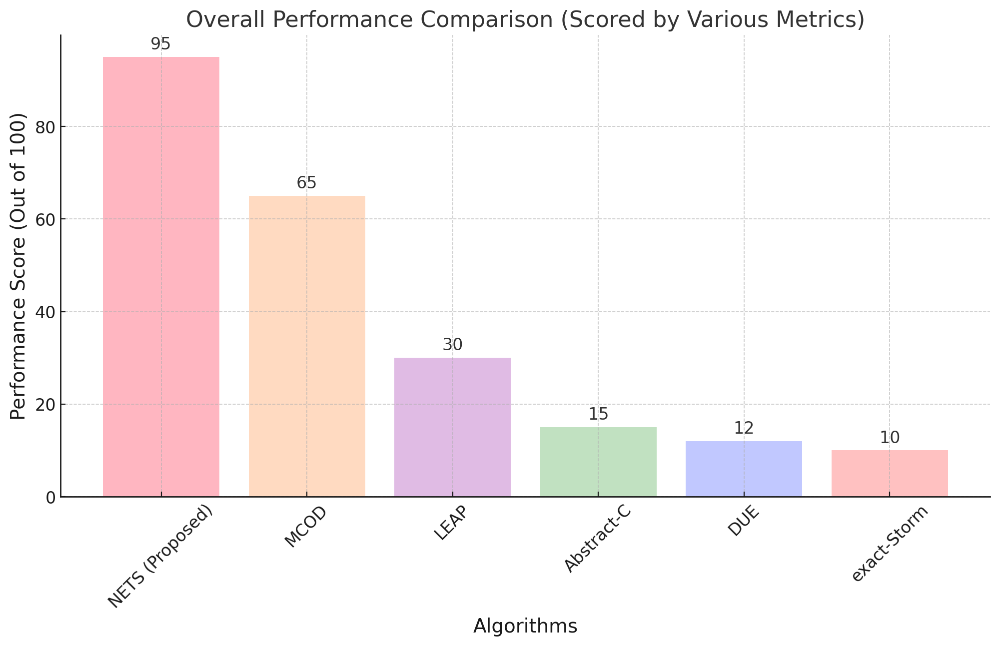 Overall Performance Comparison (Scored by Various Metrics)
Performance Score (Out of 100)
80
60
40
20
0
95
65
30
15
12
10
NETS (Proposed)
MCOD
LEAP
Abstract-C
DUE
exact-Storm
Algorithms